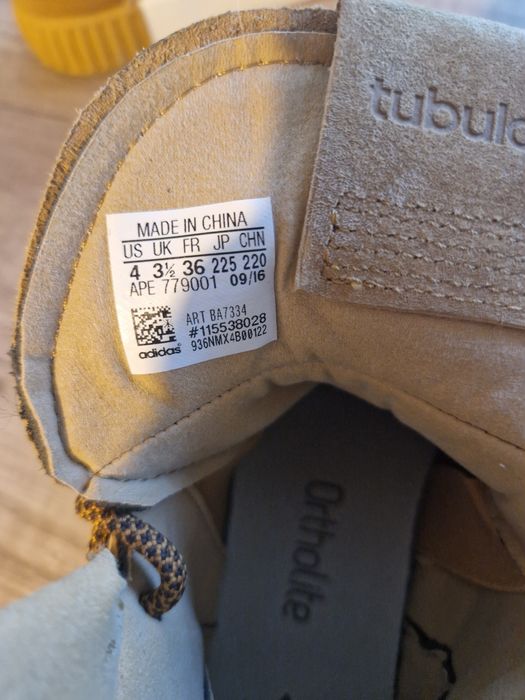 tubula
MADE IN CHINA
US UK FR JP CHN
4 3½ 36 225 220
APE 779001 09/16
ART BA7334
#115538028
936NMX4B00122
adidas
Ortholite